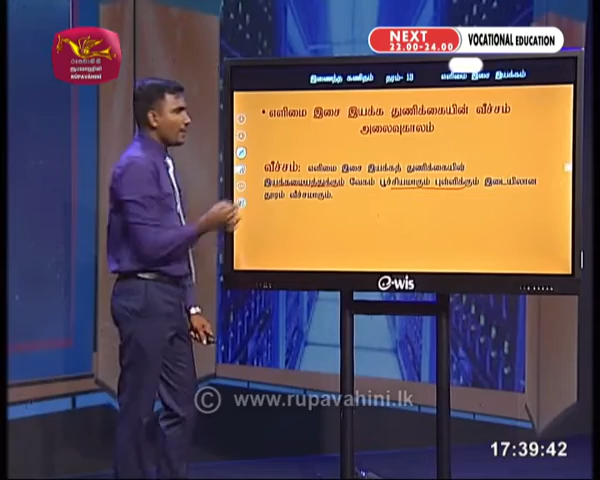 NEXT
22.00-24.00
VOCATIONAL EDUCATION
RUPAVAHINI
இணைந்த கணிதம் தரம்- 13 எளிமை இசை இயக்கம்
• எளிமை இசை இயக்க துணிக்கையின் வீச்சம்
அலைவுகாலம்
வீச்சம்: எளிமை இசை இயக்கத் துணிக்கையின்
இயக்கமையத்துக்கும் வேகம் பூச்சியமாகும் புள்ளிக்கும் இடையிலான
தூரம் வீச்சமாகும்.
e-wis
© www.rupavahini.lk
17:39:42